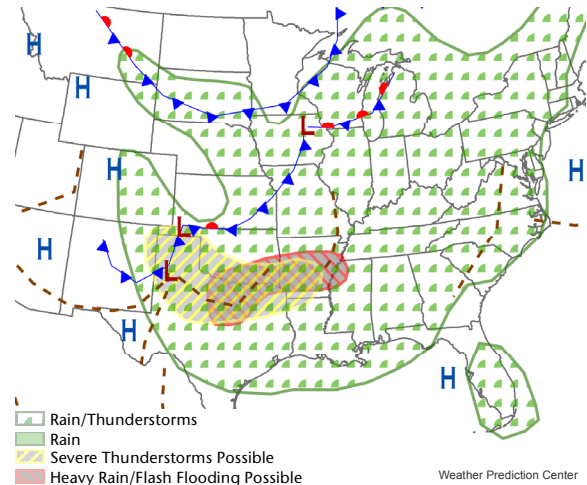 H
H
H
L
H
L
H
L
H
H
Rain/Thunderstorms
Rain
Severe Thunderstorms Possible
Heavy Rain/Flash Flooding Possible
Weather Prediction Center